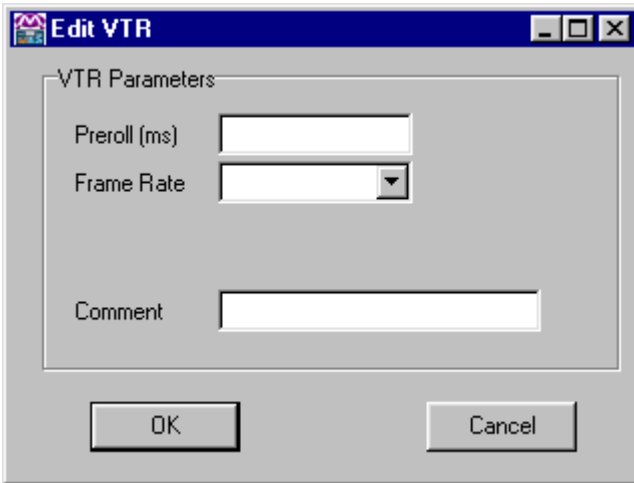 Edit VTR
VTR Parameters
Preroll (ms)
Frame Rate
Comment
OK Cancel